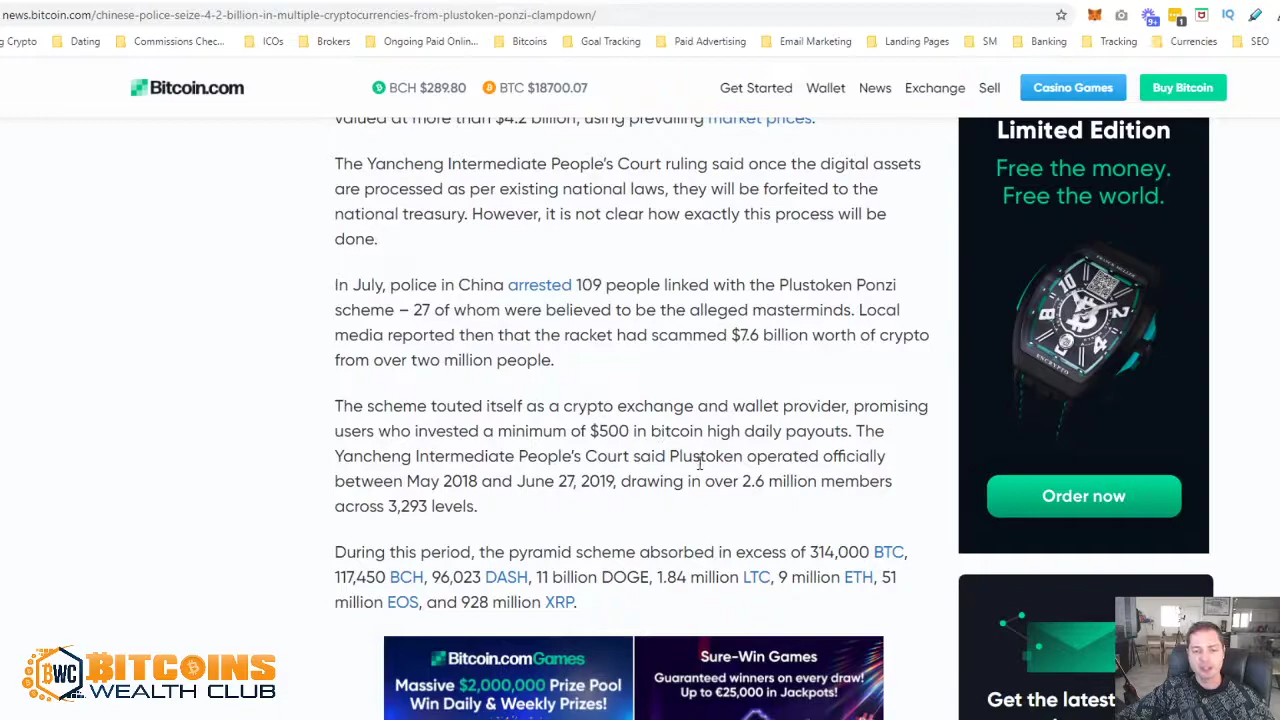 news.bitcoin.com/chinese-police-seize-4-2-billion-in-multiple-cryptocurrencies-from-plustoken-ponzi-clampdown/
9+
1
IQ
g Crypto
Dating
Commissions Chec...
ICOs
Brokers
Ongoing Paid Onlin...
Bitcoins
Goal Tracking
Paid Advertising
Email Marketing
Landing Pages
SM
Banking
Tracking
Currencies
SEO
Bitcoin.com
BCH $289.80
BTC $18700.07
Get Started
Wallet
News
Exchange
Sell
Casino Games
Buy Bitcoin
valued at more than $4.2 billion, using prevailing market prices.
The Yancheng Intermediate People’s Court ruling said once the digital assets
are processed as per existing national laws, they will be forfeited to the
national treasury. However, it is not clear how exactly this process will be
done.
In July, police in China arrested 109 people linked with the Plustoken Ponzi
scheme – 27 of whom were believed to be the alleged masterminds. Local
media reported then that the racket had scammed $7.6 billion worth of crypto
from over two million people.
The scheme touted itself as a crypto exchange and wallet provider, promising
users who invested a minimum of $500 in bitcoin high daily payouts. The
Yancheng Intermediate People’s Court said Plustoken operated officially
between May 2018 and June 27, 2019, drawing in over 2.6 million members
across 3,293 levels.
During this period, the pyramid scheme absorbed in excess of 314,000 BTC,
117,450 BCH, 96,023 DASH, 11 billion DOGE, 1.84 million LTC, 9 million ETH, 51
million EOS, and 928 million XRP.
Bitcoin.com Games
Massive $2,000,000 Prize Pool
Win Daily & Weekly Prizes!
Sure-Win Games
Guaranteed winners on every draw!
Up to €25,000 in Jackpots!
Limited Edition
Free the money.
Free the world.
Order now
Get the latest
BWC
BITCOINS
WEALTH CLUB